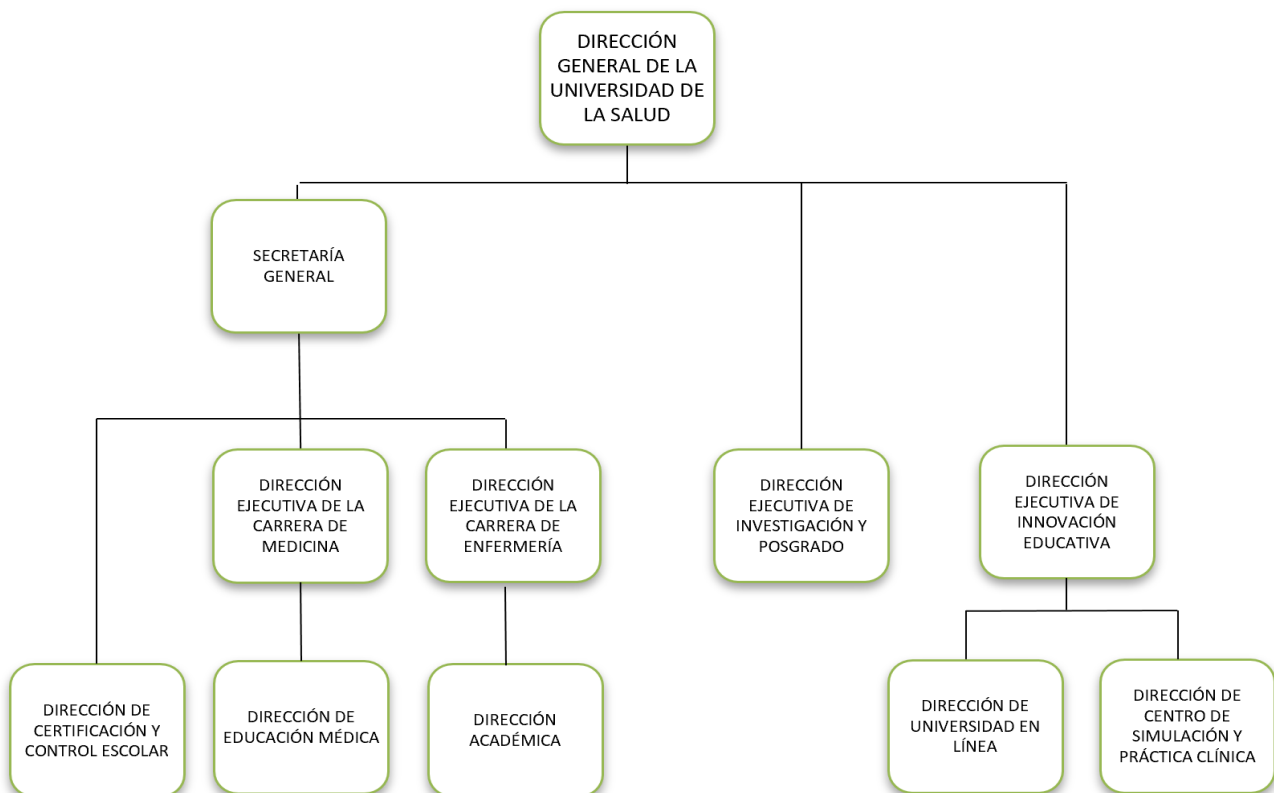 DIRECCIÓN
GENERAL DE LA
UNIVERSIDAD DE
LA SALUD
SECRETARÍA
GENERAL
DIRECCIÓN
EJECUTIVA DE LA
CARRERA DE
MEDICINA
DIRECCIÓN
EJECUTIVA DE LA
CARRERA DE
ENFERMERÍA
DIRECCIÓN
EJECUTIVA DE
INVESTIGACIÓN Y
POSGRADO
DIRECCIÓN
EJECUTIVA DE
INNOVACIÓN
EDUCATIVA
DIRECCIÓN DE
CERTIFICACIÓN Y
CONTROL ESCOLAR
DIRECCIÓN DE
EDUCACIÓN MÉDICA
DIRECCIÓN
ACADÉMICA
DIRECCIÓN DE
UNIVERSIDAD EN
LÍNEA
DIRECCIÓN DE
CENTRO DE
SIMULACIÓN Y
PRÁCTICA CLÍNICA